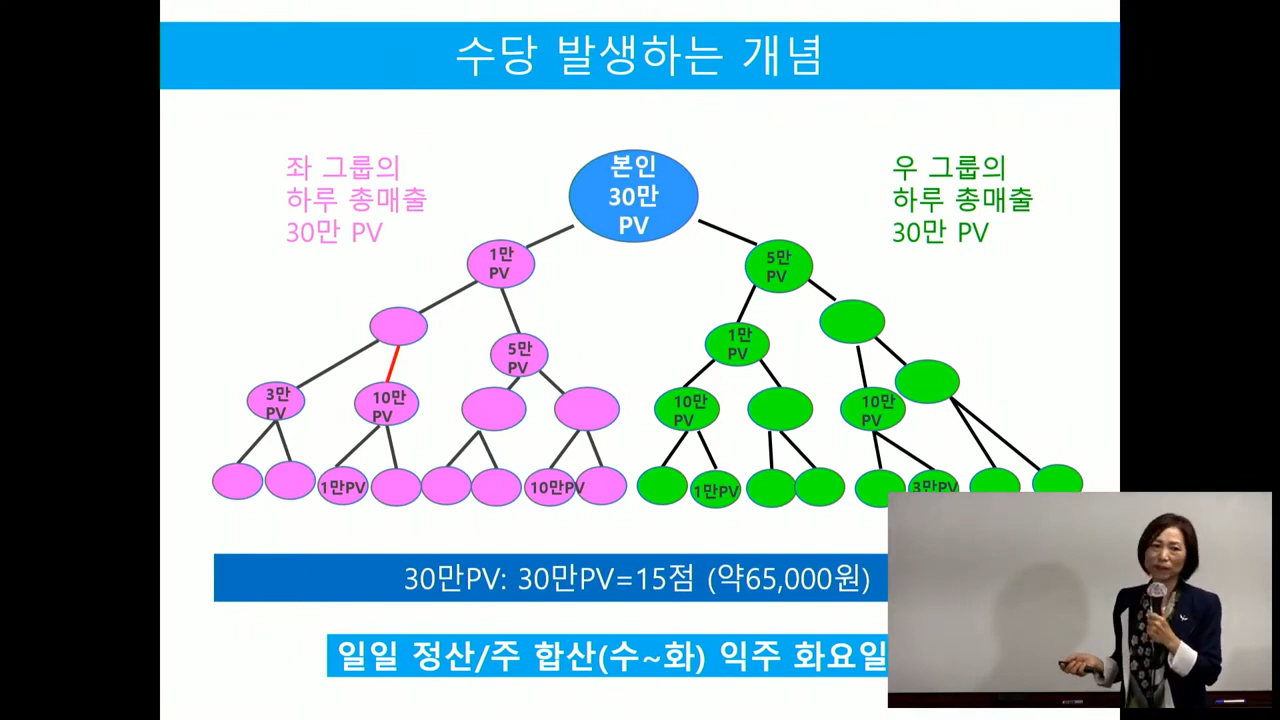 수당 발생하는 개념
좌 그룹의
하루 총매출
30만 PV
본인
30만
PV
우 그룹의
하루 총매출
30만 PV
1만
PV
5만
PV
5만
PV
1만
PV
3만
PV
10만
PV
10만
PV
10만
PV
1만PV
10만PV
1만PV
3만PV
30만PV: 30만PV=15점 (약65,000원)
일일 정산/주 합산(수~화) 익주 화요일